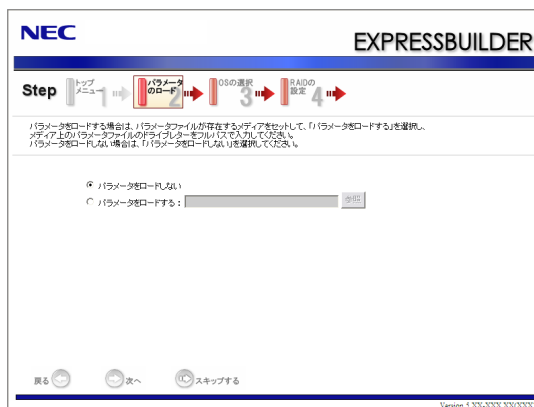 NEC
EXPRESSBUILDER
Step トップメニュー 1 パラメータのロード 2 OSの選択 3 RAIDの設定 4
パラメータをロードする場合は、パラメータファイルが存在するメディアをセットして、「パラメータをロードする」を選択し、
メディア上のパラメータファイルのドライブレターをフルパスで入力してください。
パラメータをロードしない場合は、「パラメータをロードしない」を選択してください。
パラメータをロードしない
パラメータをロードする： 参照
戻る 次へ スキップする
Version 5.XX-XXX.XX(XXX